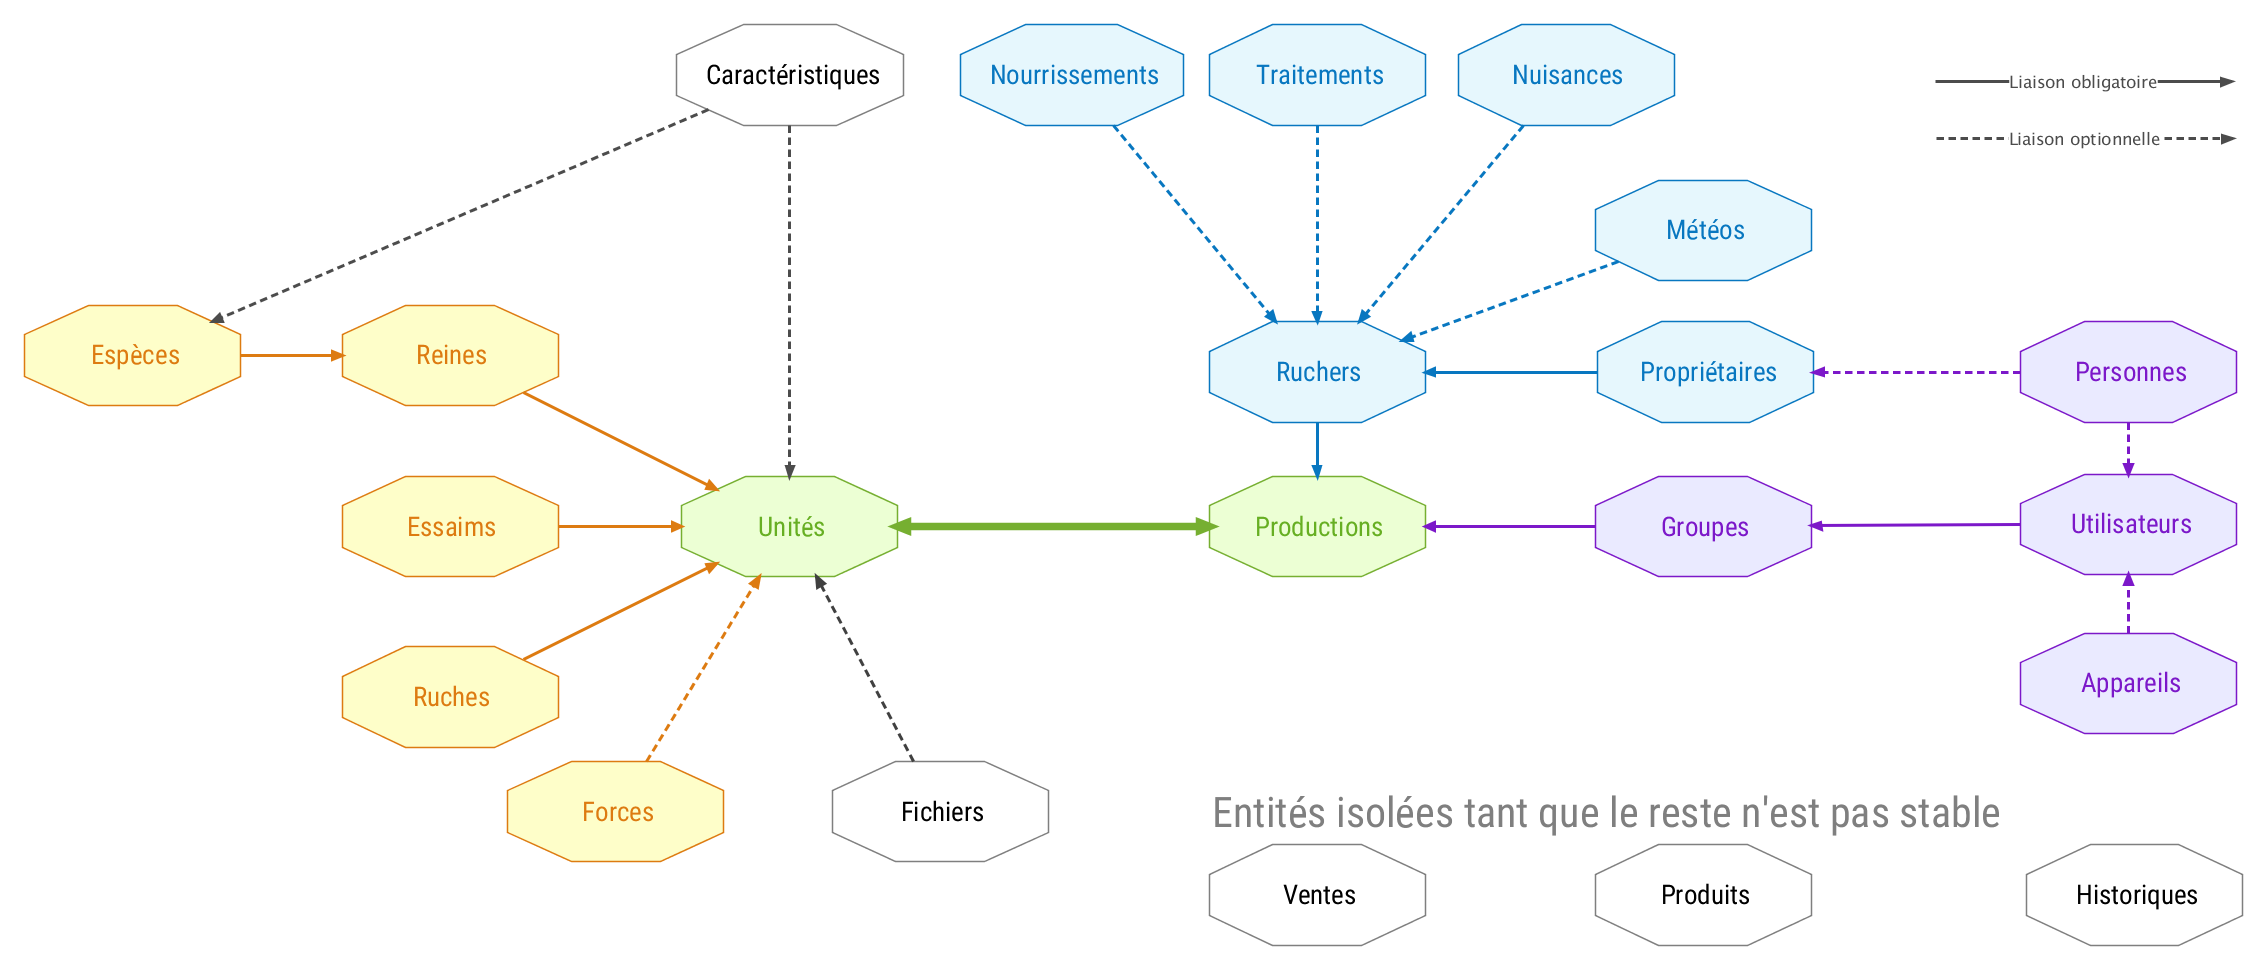 Caractéristiques
Nourrissements
Traitements
Nuisances
Liaison obligatoire
Liaison optionnelle
Météos
Espèces
Reines
Ruchers
Propriétaires
Personnes
Essaims
Unités
Productions
Groupes
Utilisateurs
Ruches
Appareils
Forces
Fichiers
Entités isolées tant que le reste n'est pas stable
Ventes
Produits
Historiques